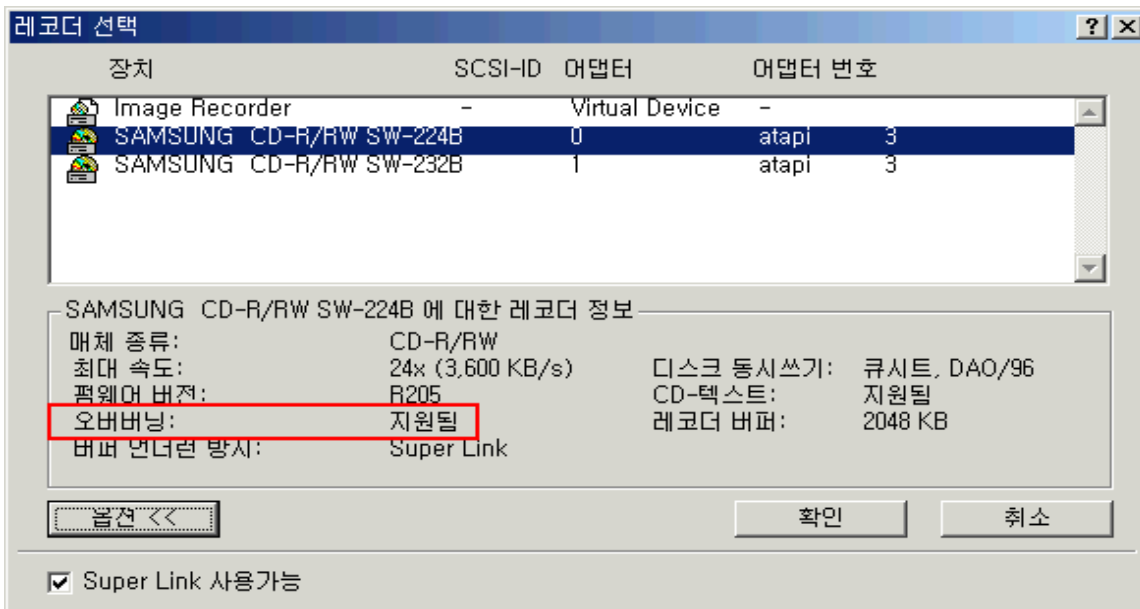 레코더 선택
장치 SCSI-ID 어댑터 어댑터 번호
Image Recorder - Virtual Device -
SAMSUNG CD-R/RW SW-224B 0 atapi 3
SAMSUNG CD-R/RW SW-232B 1 atapi 3
SAMSUNG CD-R/RW SW-224B 에 대한 레코더 정보
매체 종류: CD-R/RW
최대 속도: 24x (3,600 KB/s) 디스크 동시쓰기: 큐시트, DAO/96
펌웨어 버전: R205 CD-텍스트: 지원됨
오버버닝: 지원됨 레코더 버퍼: 2048 KB
버퍼 언더런 방지: Super Link
옵션 << 확인 취소
Super Link 사용가능